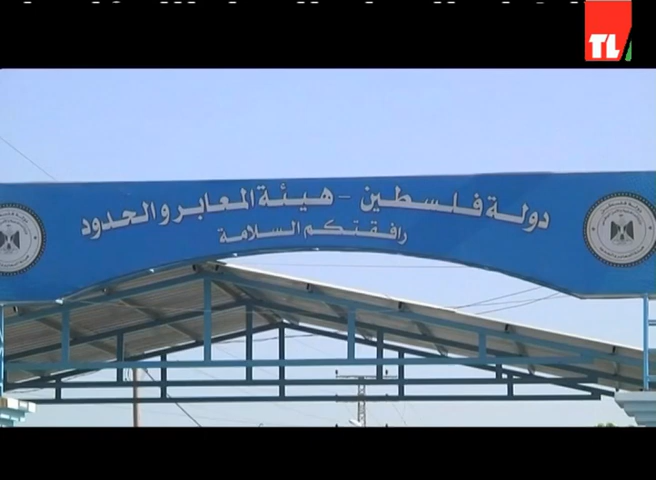 TL
دولة فلسطين - هيئة المعابر والحدود
رافقتكم السلامة